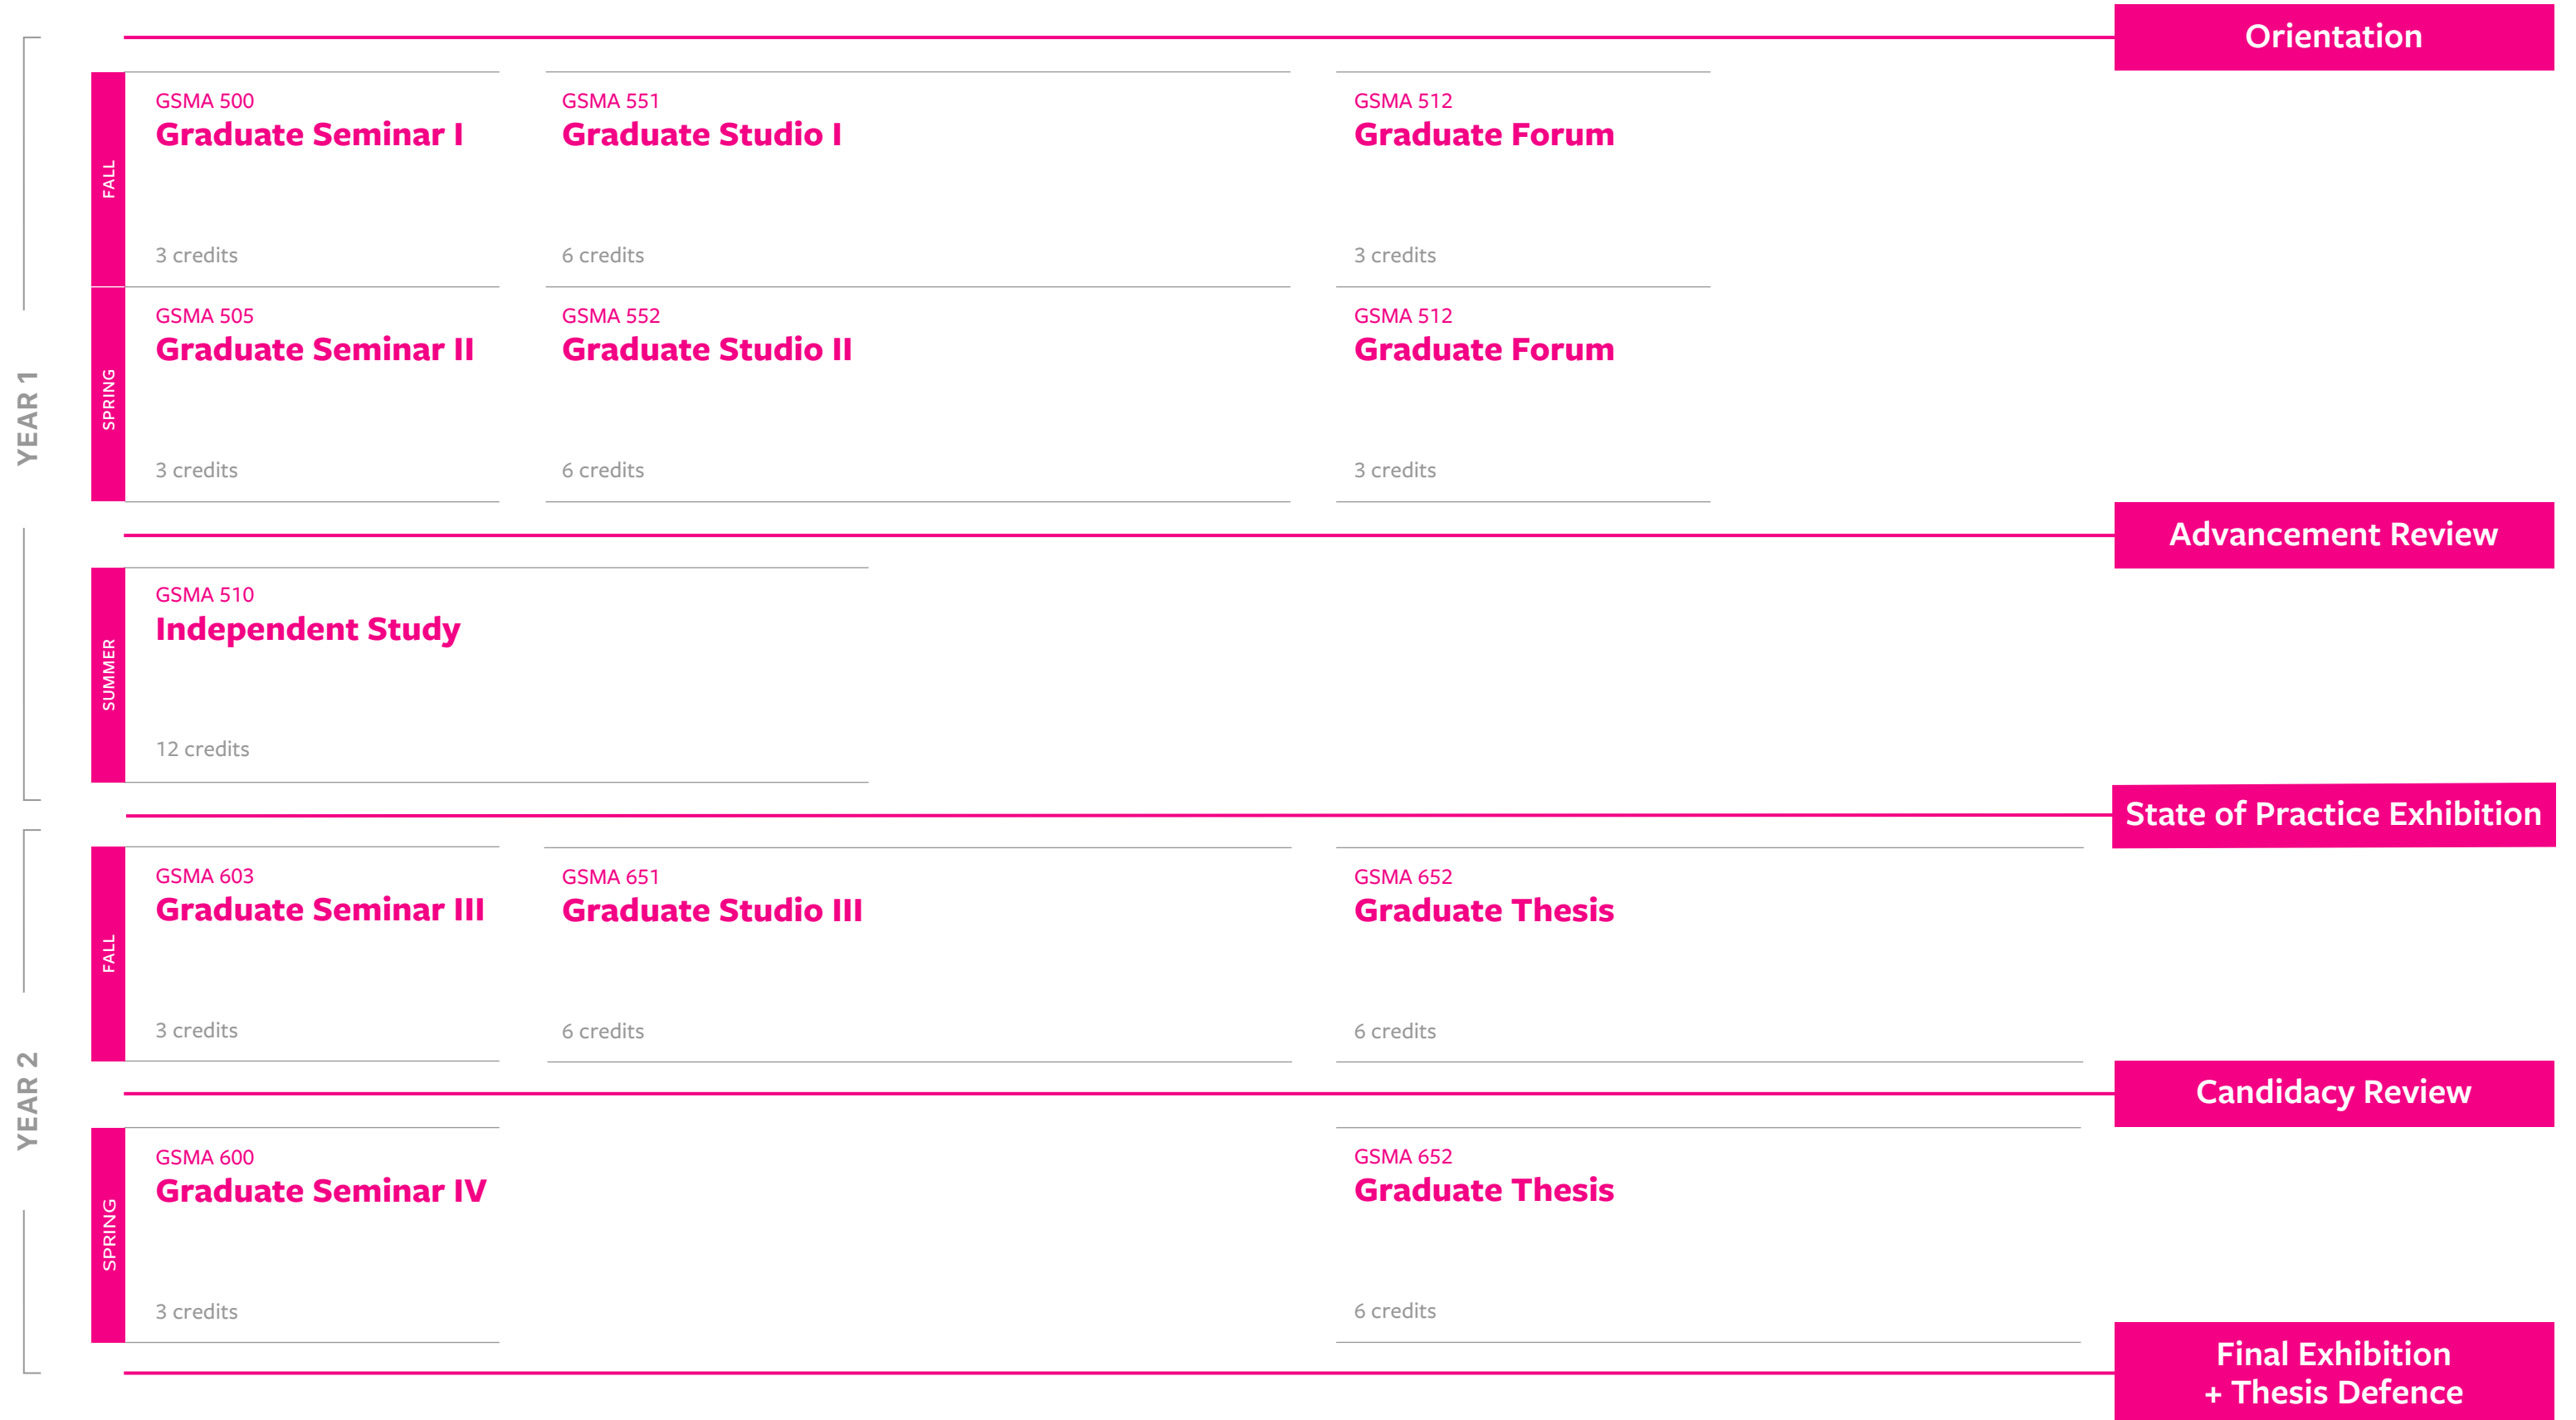 Orientation
YEAR 1
FALL
GSMA 500
Graduate Seminar I
3 credits
GSMA 551
Graduate Studio I
6 credits
GSMA 512
Graduate Forum
3 credits
SPRING
GSMA 505
Graduate Seminar II
3 credits
GSMA 552
Graduate Studio II
6 credits
GSMA 512
Graduate Forum
3 credits
Advancement Review
SUMMER
GSMA 510
Independent Study
12 credits
State of Practice Exhibition
YEAR 2
FALL
GSMA 603
Graduate Seminar III
3 credits
GSMA 651
Graduate Studio III
6 credits
GSMA 652
Graduate Thesis
6 credits
Candidacy Review
SPRING
GSMA 600
Graduate Seminar IV
3 credits
GSMA 652
Graduate Thesis
6 credits
Final Exhibition
+ Thesis Defence